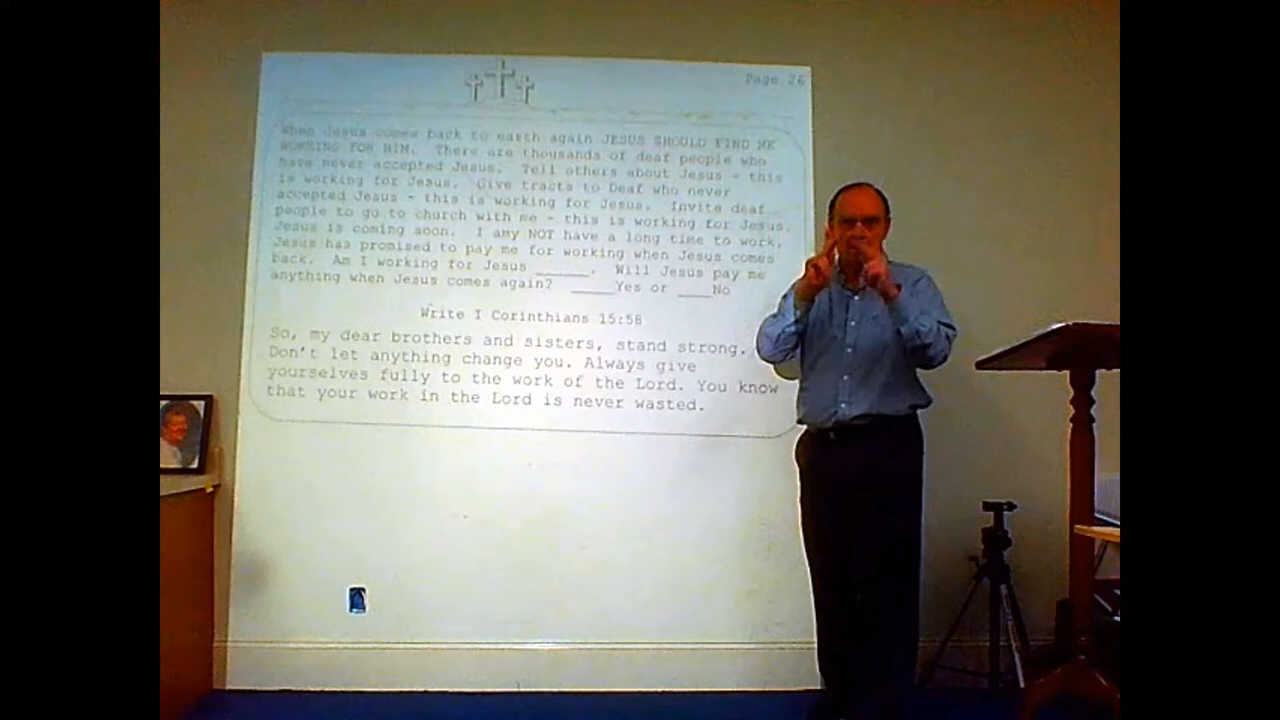 Page 26
When Jesus comes back to earth again JESUS SHOULD FIND ME
WORKING FOR HIM. There are thousands of deaf people who
have never accepted Jesus. Tell others about Jesus - this
is working for Jesus. Give tracts to Deaf who never
accepted Jesus - this is working for Jesus. Invite deaf
people to go to church with me - this is working for Jesus.
Jesus is coming soon. I amy NOT have a long time to work.
Jesus has promised to pay me for working when Jesus comes
back. Am I working for Jesus ______. Will Jesus pay me
anything when Jesus comes again? _____Yes or ____No
Write I Corinthians 15:58
So, my dear brothers and sisters, stand strong.
Don't let anything change you. Always give
yourselves fully to the work of the Lord. You know
that your work in the Lord is never wasted.